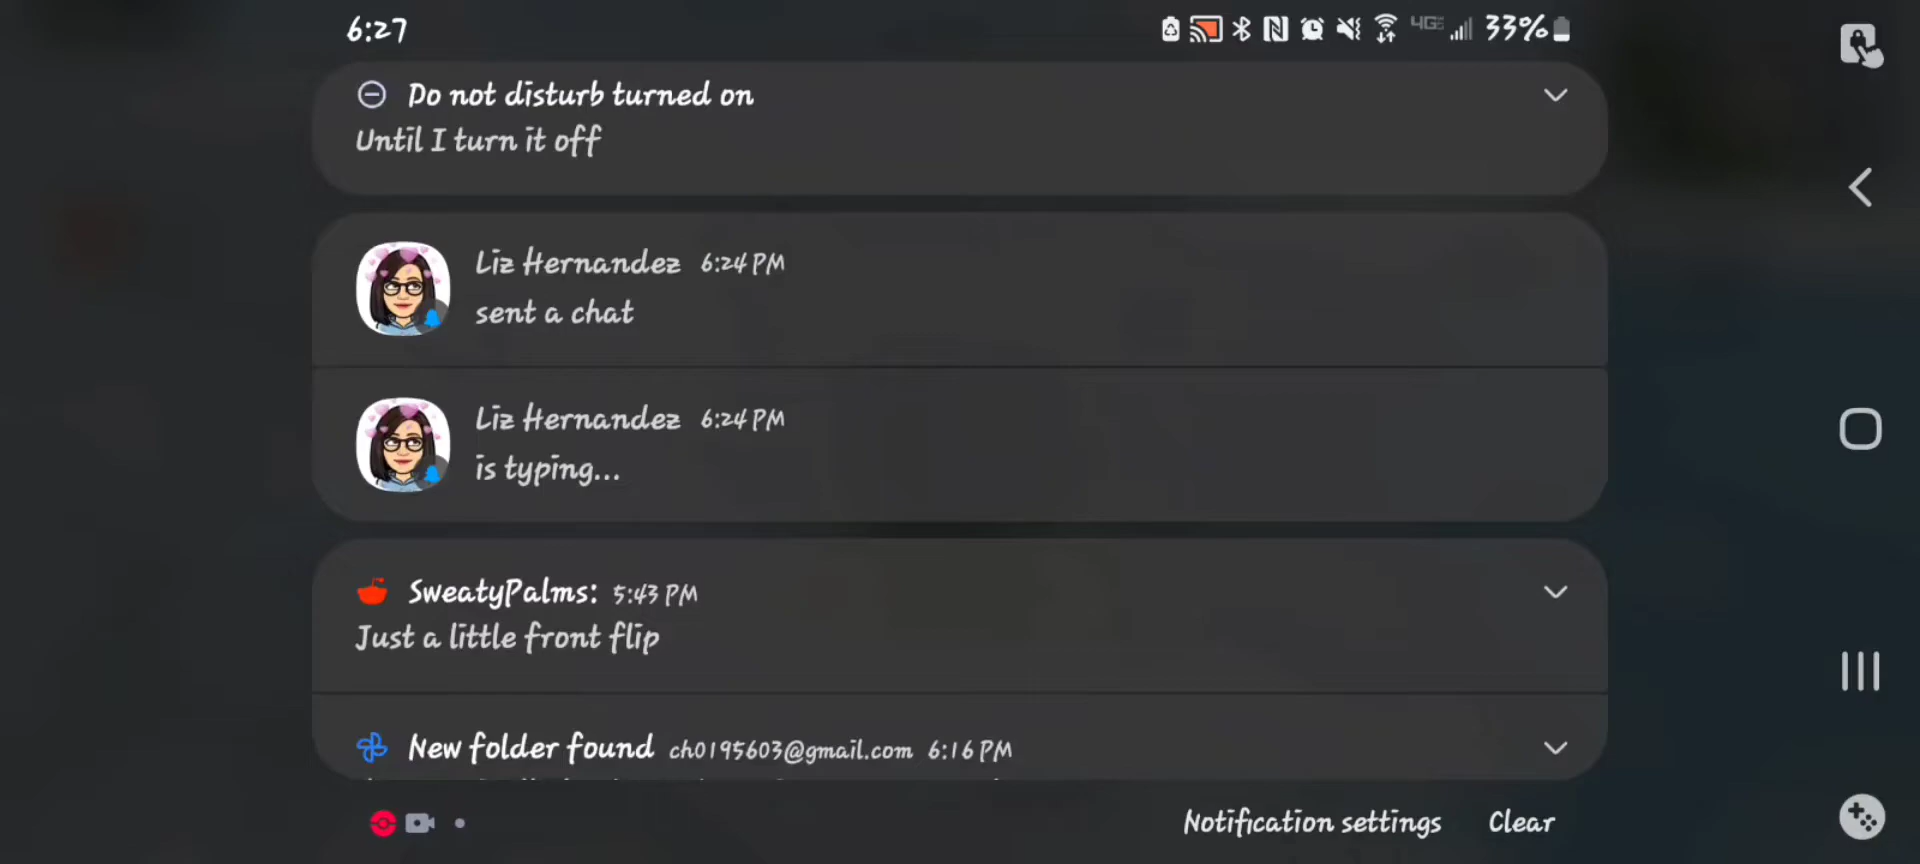 6:27 4G 33%
Do not disturb turned on
Until I turn it off
Liz Hernandez 6:24 PM
sent a chat
Liz Hernandez 6:24 PM
is typing...
SweatyPalms: 5:43 PM
Just a little front flip
New folder found ch0195603@gmail.com 6:16 PM
Notification settings Clear